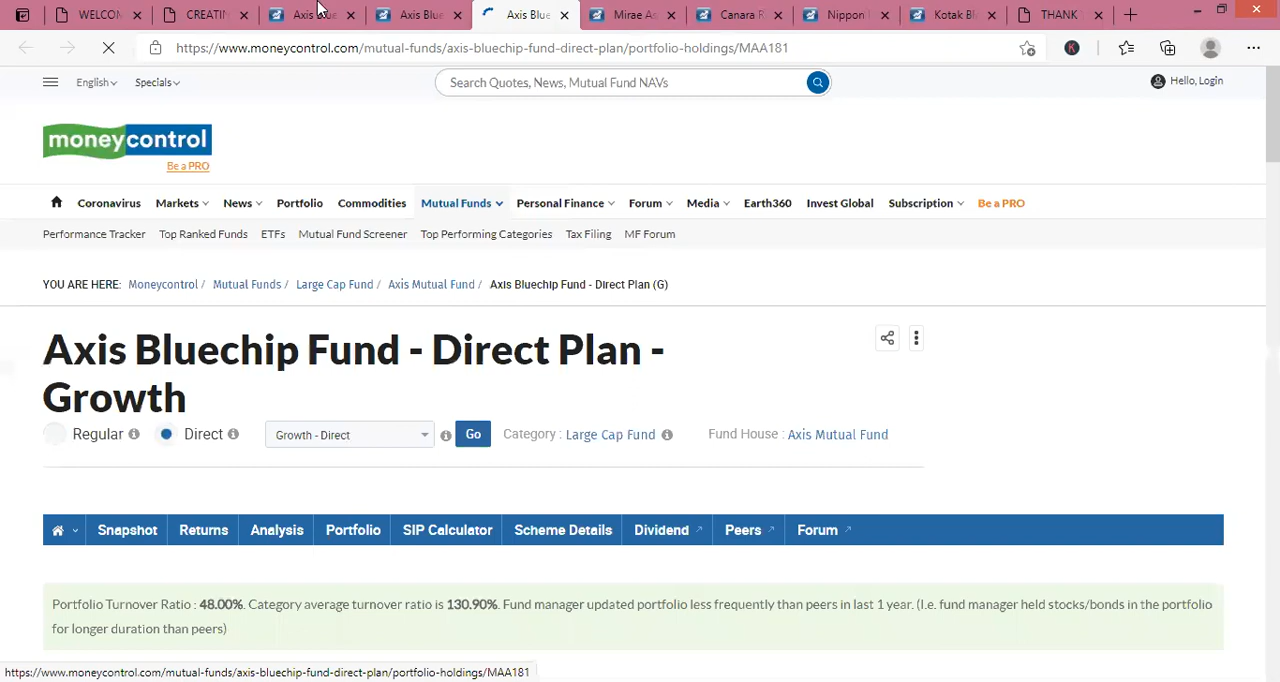 WELCOM
CREATIN
Axis Blue
Axis Blue
Axis Blue
Mirae As
Canara R
Nippon
Kotak Bl
THANK
https://www.moneycontrol.com/mutual-funds/axis-bluechip-fund-direct-plan/portfolio-holdings/MAA181
English
Specials
Search Quotes, News, Mutual Fund NAVs
Hello, Login
moneycontrol
Be a PRO
Coronavirus Markets News Portfolio Commodities Mutual Funds Personal Finance Forum Media Earth360 Invest Global Subscription Be a PRO
Performance Tracker Top Ranked Funds ETFs Mutual Fund Screener Top Performing Categories Tax Filing MF Forum
YOU ARE HERE: Moneycontrol / Mutual Funds / Large Cap Fund / Axis Mutual Fund / Axis Bluechip Fund - Direct Plan (G)
Axis Bluechip Fund - Direct Plan -
Growth
Regular Direct Growth - Direct Go Category : Large Cap Fund Fund House : Axis Mutual Fund
Snapshot Returns Analysis Portfolio SIP Calculator Scheme Details Dividend Peers Forum
Portfolio Turnover Ratio : 48.00%. Category average turnover ratio is 130.90%. Fund manager updated portfolio less frequently than peers in last 1 year. (I.e. fund manager held stocks/bonds in the portfolio
for longer duration than peers)
https://www.moneycontrol.com/mutual-funds/axis-bluechip-fund-direct-plan/portfolio-holdings/MAA181